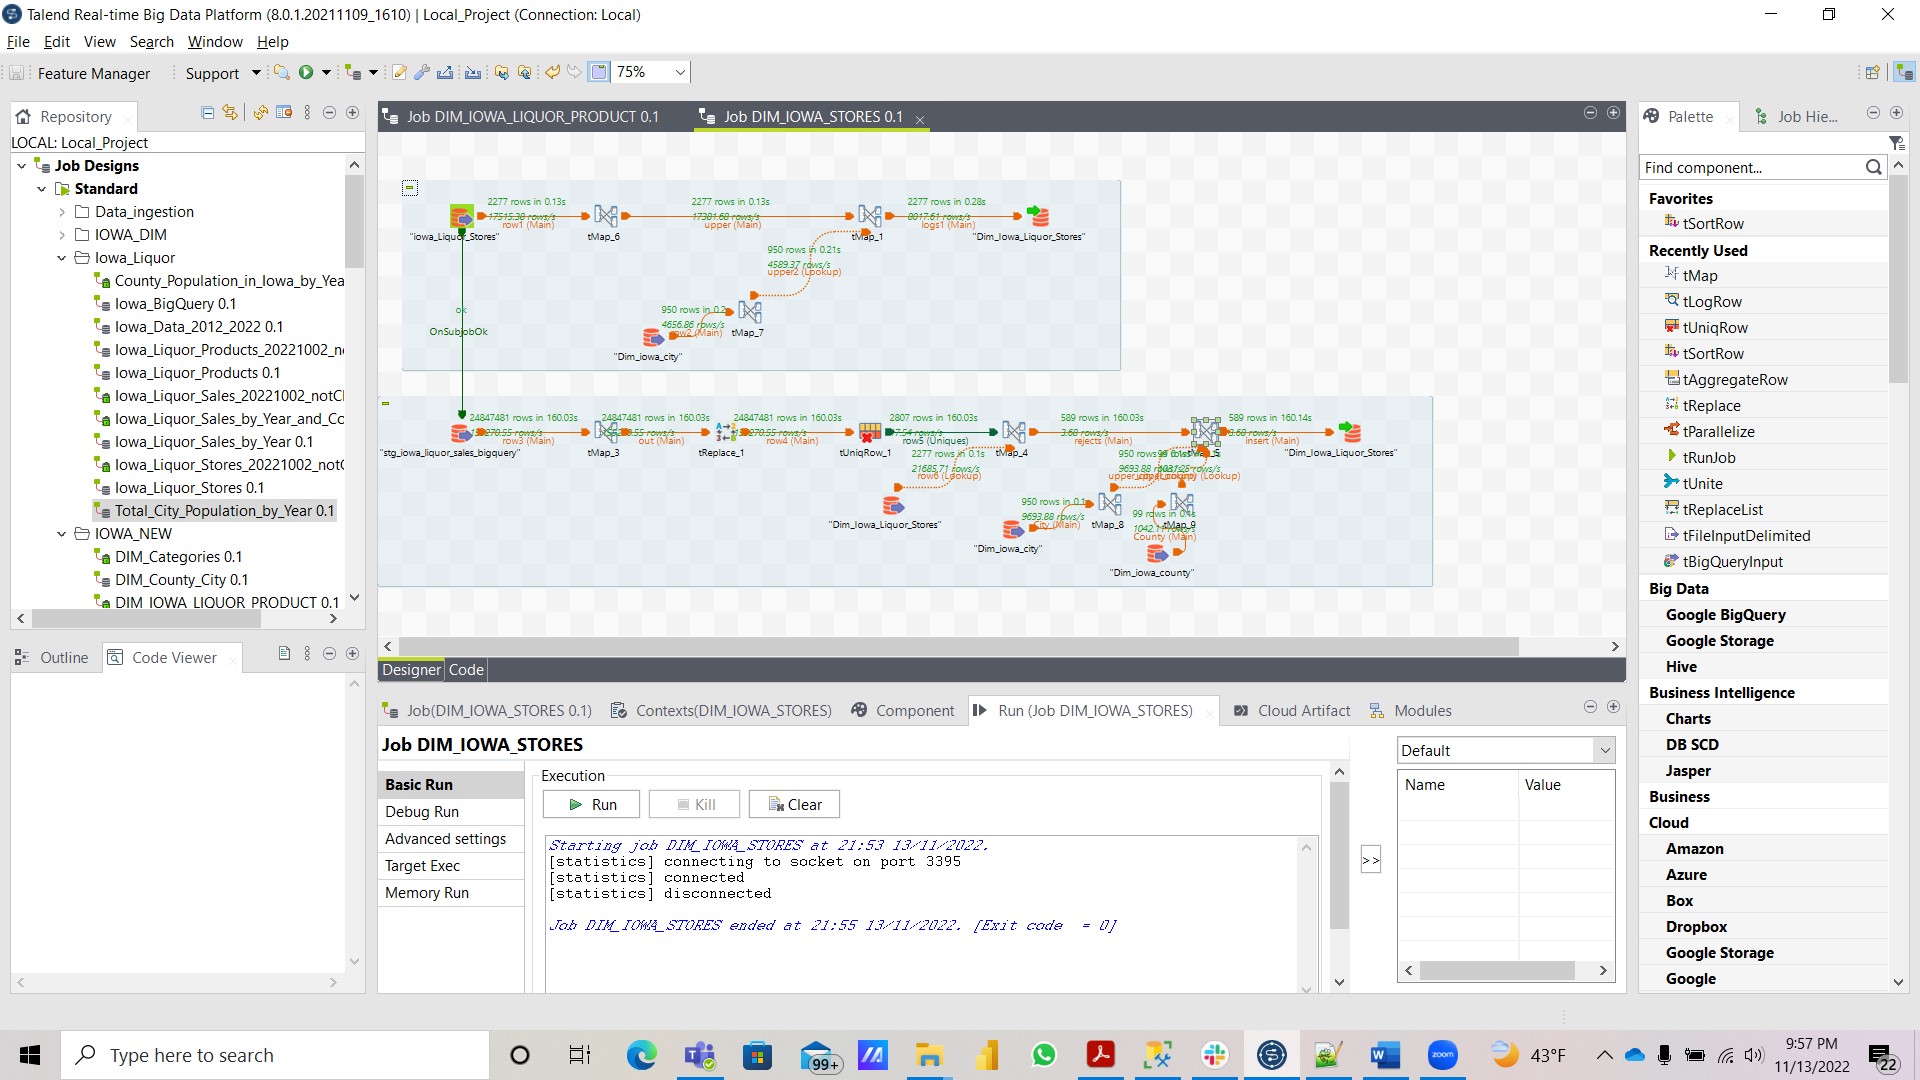 Talend Real-time Big Data Platform (8.0.1.20211109_1610) | Local_Project (Connection: Local)
File Edit View Search Window Help
Feature Manager Support 75%
Repository
LOCAL: Local_Project
Job Designs
Standard
Data_ingestion
IOWA_DIM
Iowa_Liquor
County_Population_in_Iowa_by_Yea
Iowa_BigQuery 0.1
Iowa_Data_2012_2022 0.1
Iowa_Liquor_Products_20221002_n
Iowa_Liquor_Products 0.1
Iowa_Liquor_Sales_20221002_notCl
Iowa_Liquor_Sales_by_Year_and_Co
Iowa_Liquor_Sales_by_Year 0.1
Iowa_Liquor_Stores_20221002_not
Iowa_Liquor_Stores 0.1
Total_City_Population_by_Year 0.1
IOWA_NEW
DIM_Categories 0.1
DIM_County_City 0.1
DIM_IOWA_LIQUOR_PRODUCT 0.1
Outline Code Viewer
Job DIM_IOWA_LIQUOR_PRODUCT 0.1 Job DIM_IOWA_STORES 0.1
2277 rows in 0.13s 2277 rows in 0.13s 2277 rows in 0.28s
17515.38 rows/s 17381.68 rows/s 8017.61 rows/s
row1 (Main) upper (Main) logs1 (Main)
"iowa_Liquor_Stores" tMap_6 tMap_1 "Dim_Iowa_Liquor_Stores"
950 rows in 0.21s
4589.37 rows/s
upper2 (Lookup)
ok
OnSubjobOk
950 rows in 0.2
4656.86 rows/s
row2 (Main) tMap_7
"Dim_iowa_city"
24847481 rows in 160.03s 24847481 rows in 160.03s 24847481 rows in 160.03s 2807 rows in 160.03s 589 rows in 160.03s 589 rows in 160.14s
270.55 rows/s 270.55 rows/s 270.55 rows/s 17.54 rows/s 3.68 rows/s 3.68 rows/s
row3 (Main) out (Main) row4 (Main) row5 (Uniques) rejects (Main) insert (Main)
"stg_iowa_liquor_sales_bigquery" tMap_3 tReplace_1 tUniqRow_1 tMap_4 "Dim_Iowa_Liquor_Stores"
2277 rows in 0.1s
21685.71 rows/s
row6 (Lookup)
"Dim_Iowa_Liquor_Stores"
950 rows in 0.1
9693.88 rows/s
City (Main) tMap_8 tMap_9
"Dim_iowa_city"
99 rows in 0.1s
County (Main)
"Dim_iowa_county"
Designer Code
Job(DIM_IOWA_STORES 0.1) Contexts(DIM_IOWA_STORES) Component Run (Job DIM_IOWA_STORES) Cloud Artifact Modules
Job DIM_IOWA_STORES
Basic Run
Debug Run
Advanced settings
Target Exec
Memory Run
Execution
Run Kill Clear
Starting job DIM_IOWA_STORES at 21:53 13/11/2022.
[statistics] connecting to socket on port 3395
[statistics] connected
[statistics] disconnected
Job DIM_IOWA_STORES ended at 21:55 13/11/2022. [Exit code = 0]
>>
Default
Name Value
Palette Job Hie...
Find component...
Favorites
tSortRow
Recently Used
tMap
tLogRow
tUniqRow
tSortRow
tAggregateRow
tReplace
tParallelize
tRunJob
tUnite
tReplaceList
tFileInputDelimited
tBigQueryInput
Big Data
Google BigQuery
Google Storage
Hive
Business Intelligence
Charts
DB SCD
Jasper
Business
Cloud
Amazon
Azure
Box
Dropbox
Google Storage
Google
Type here to search
99+
zoom
43°F
9:57 PM
11/13/2022
22